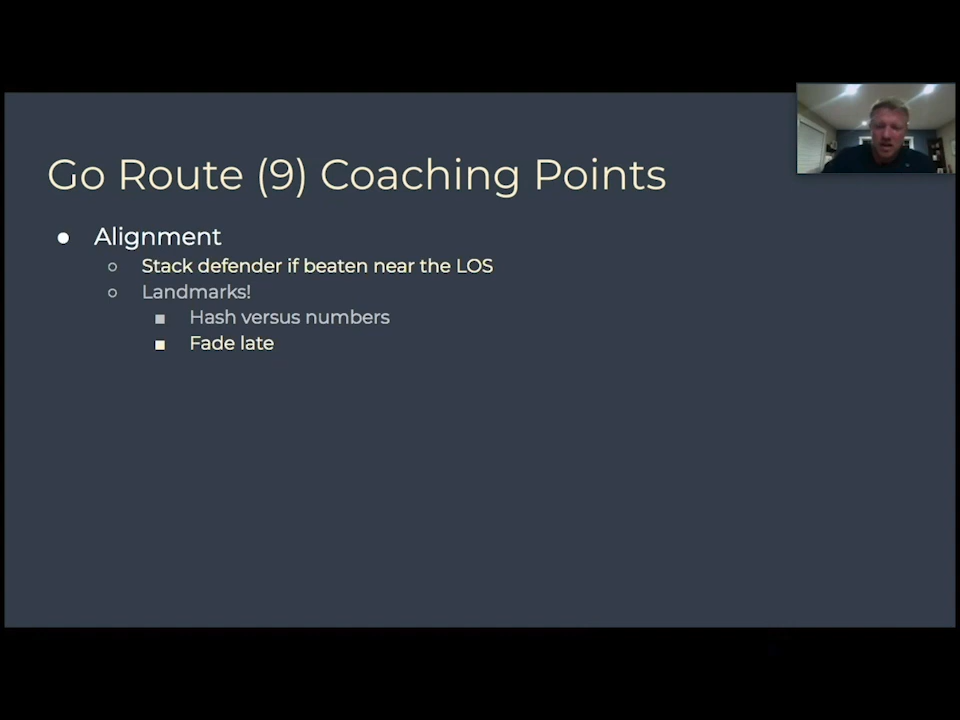 Go Route (9) Coaching Points
● Alignment
○ Stack defender if beaten near the LOS
○ Landmarks!
■ Hash versus numbers
■ Fade late